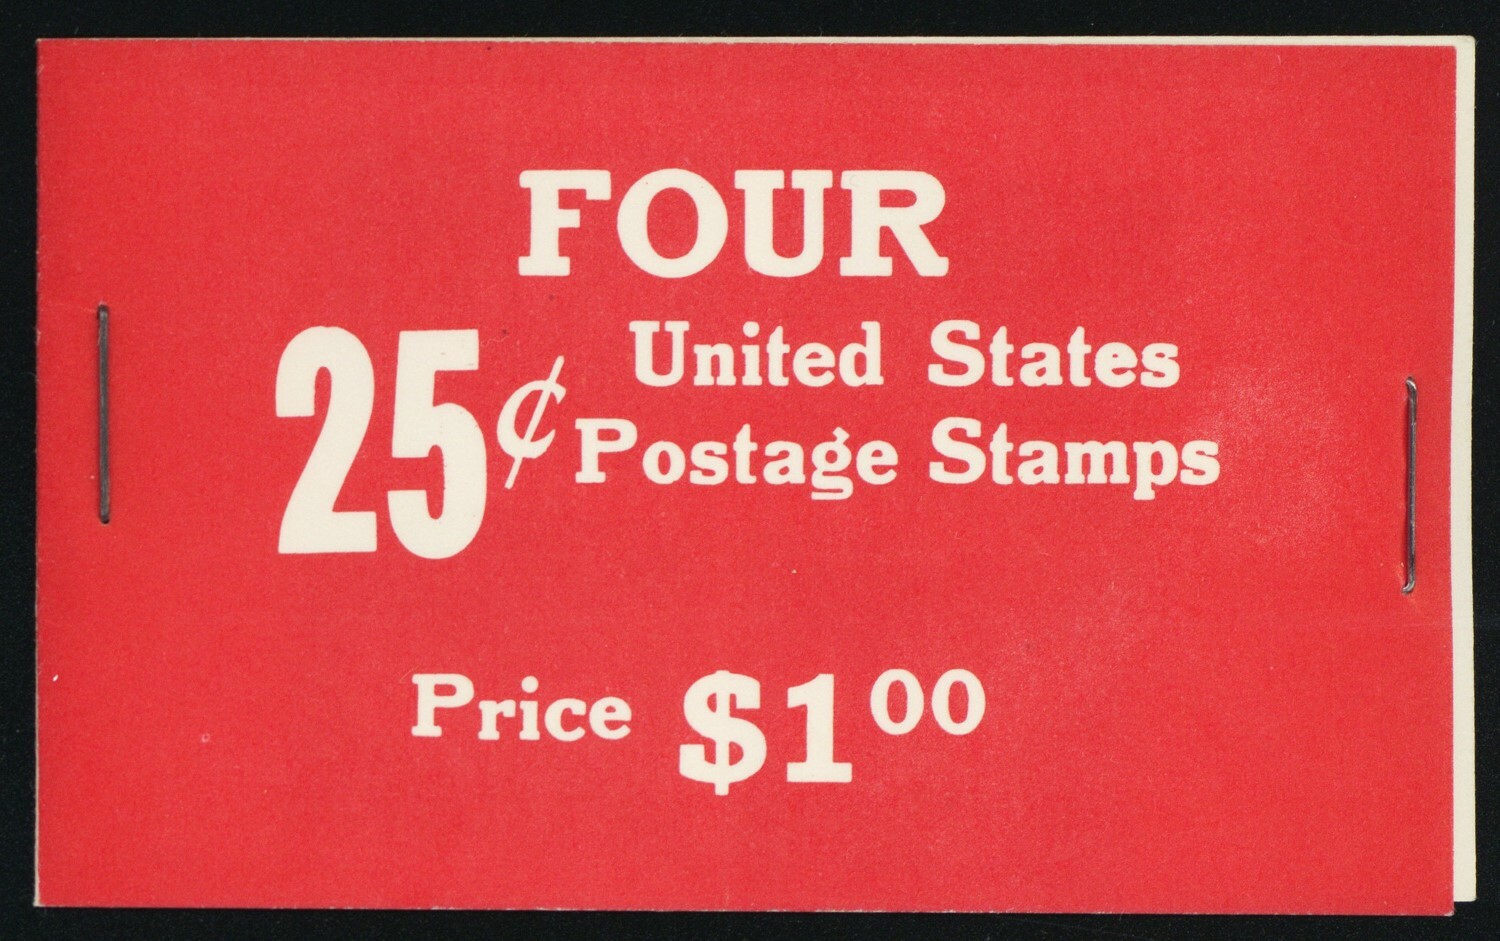 FOUR
25¢ United States
Postage Stamps
Price $1.00